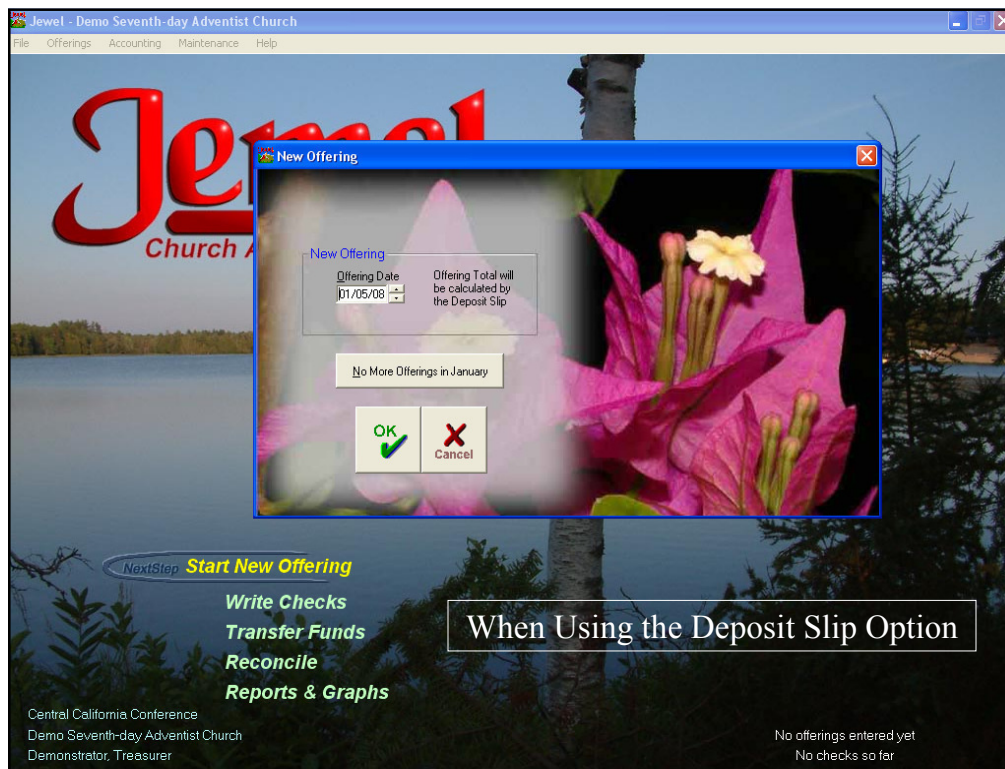 Jewel - Demo Seventh-day Adventist Church
File Offerings Accounting Maintenance Help
Jewel
Church A
New Offering
New Offering
Offering Date
01/05/08
Offering Total will
be calculated by
the Deposit Slip
No More Offerings in January
OK
Cancel
NextStep Start New Offering
Write Checks
Transfer Funds
Reconcile
Reports & Graphs
When Using the Deposit Slip Option
Central California Conference
Demo Seventh-day Adventist Church
Demonstrator, Treasurer
No offerings entered yet
No checks so far